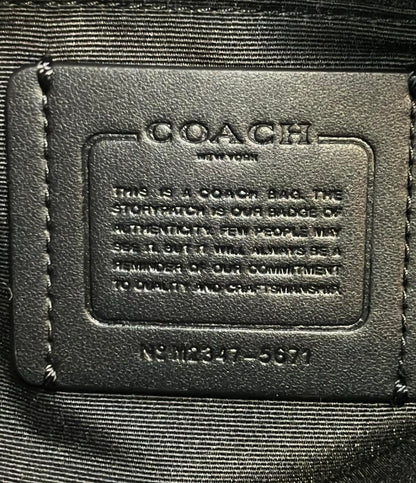 COACH
NEW YORK
THIS IS A COACH BAG. THE
STORYPATCH IS OUR BADGE OF
AUTHENTICITY. FEW PEOPLE MAY
SEE IT. BUT IT WILL ALWAYS BE A
REMINDER OF OUR COMMITMENT
TO QUALITY AND CRAFTSMANSHIP.
No M2347-5671